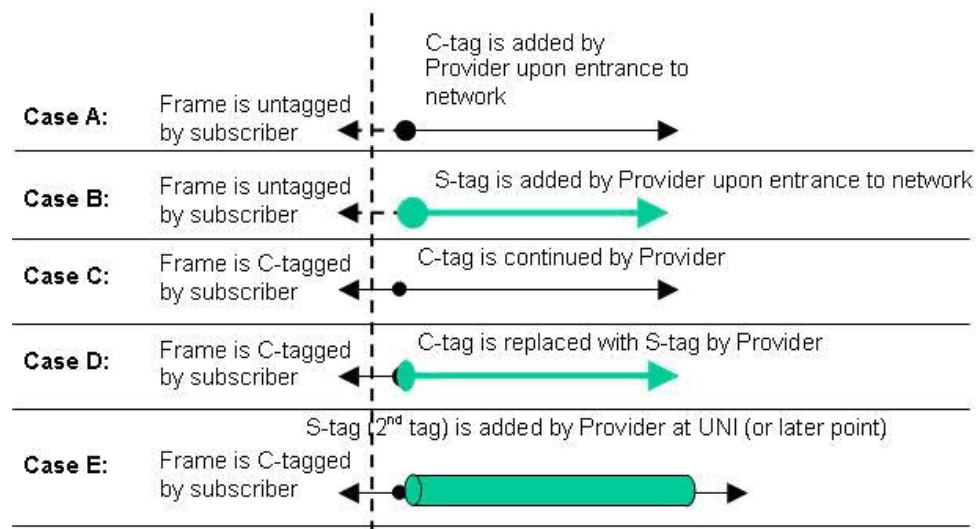 C-tag is added by
Provider upon entrance to
network
Case A:
Frame is untagged
by subscriber
S-tag is added by Provider upon entrance to network
Case B:
Frame is untagged
by subscriber
C-tag is continued by Provider
Case C:
Frame is C-tagged
by subscriber
C-tag is replaced with S-tag by Provider
Case D:
Frame is C-tagged
by subscriber
S-tag (2nd tag) is added by Provider at UNI (or later point)
Case E:
Frame is C-tagged
by subscriber